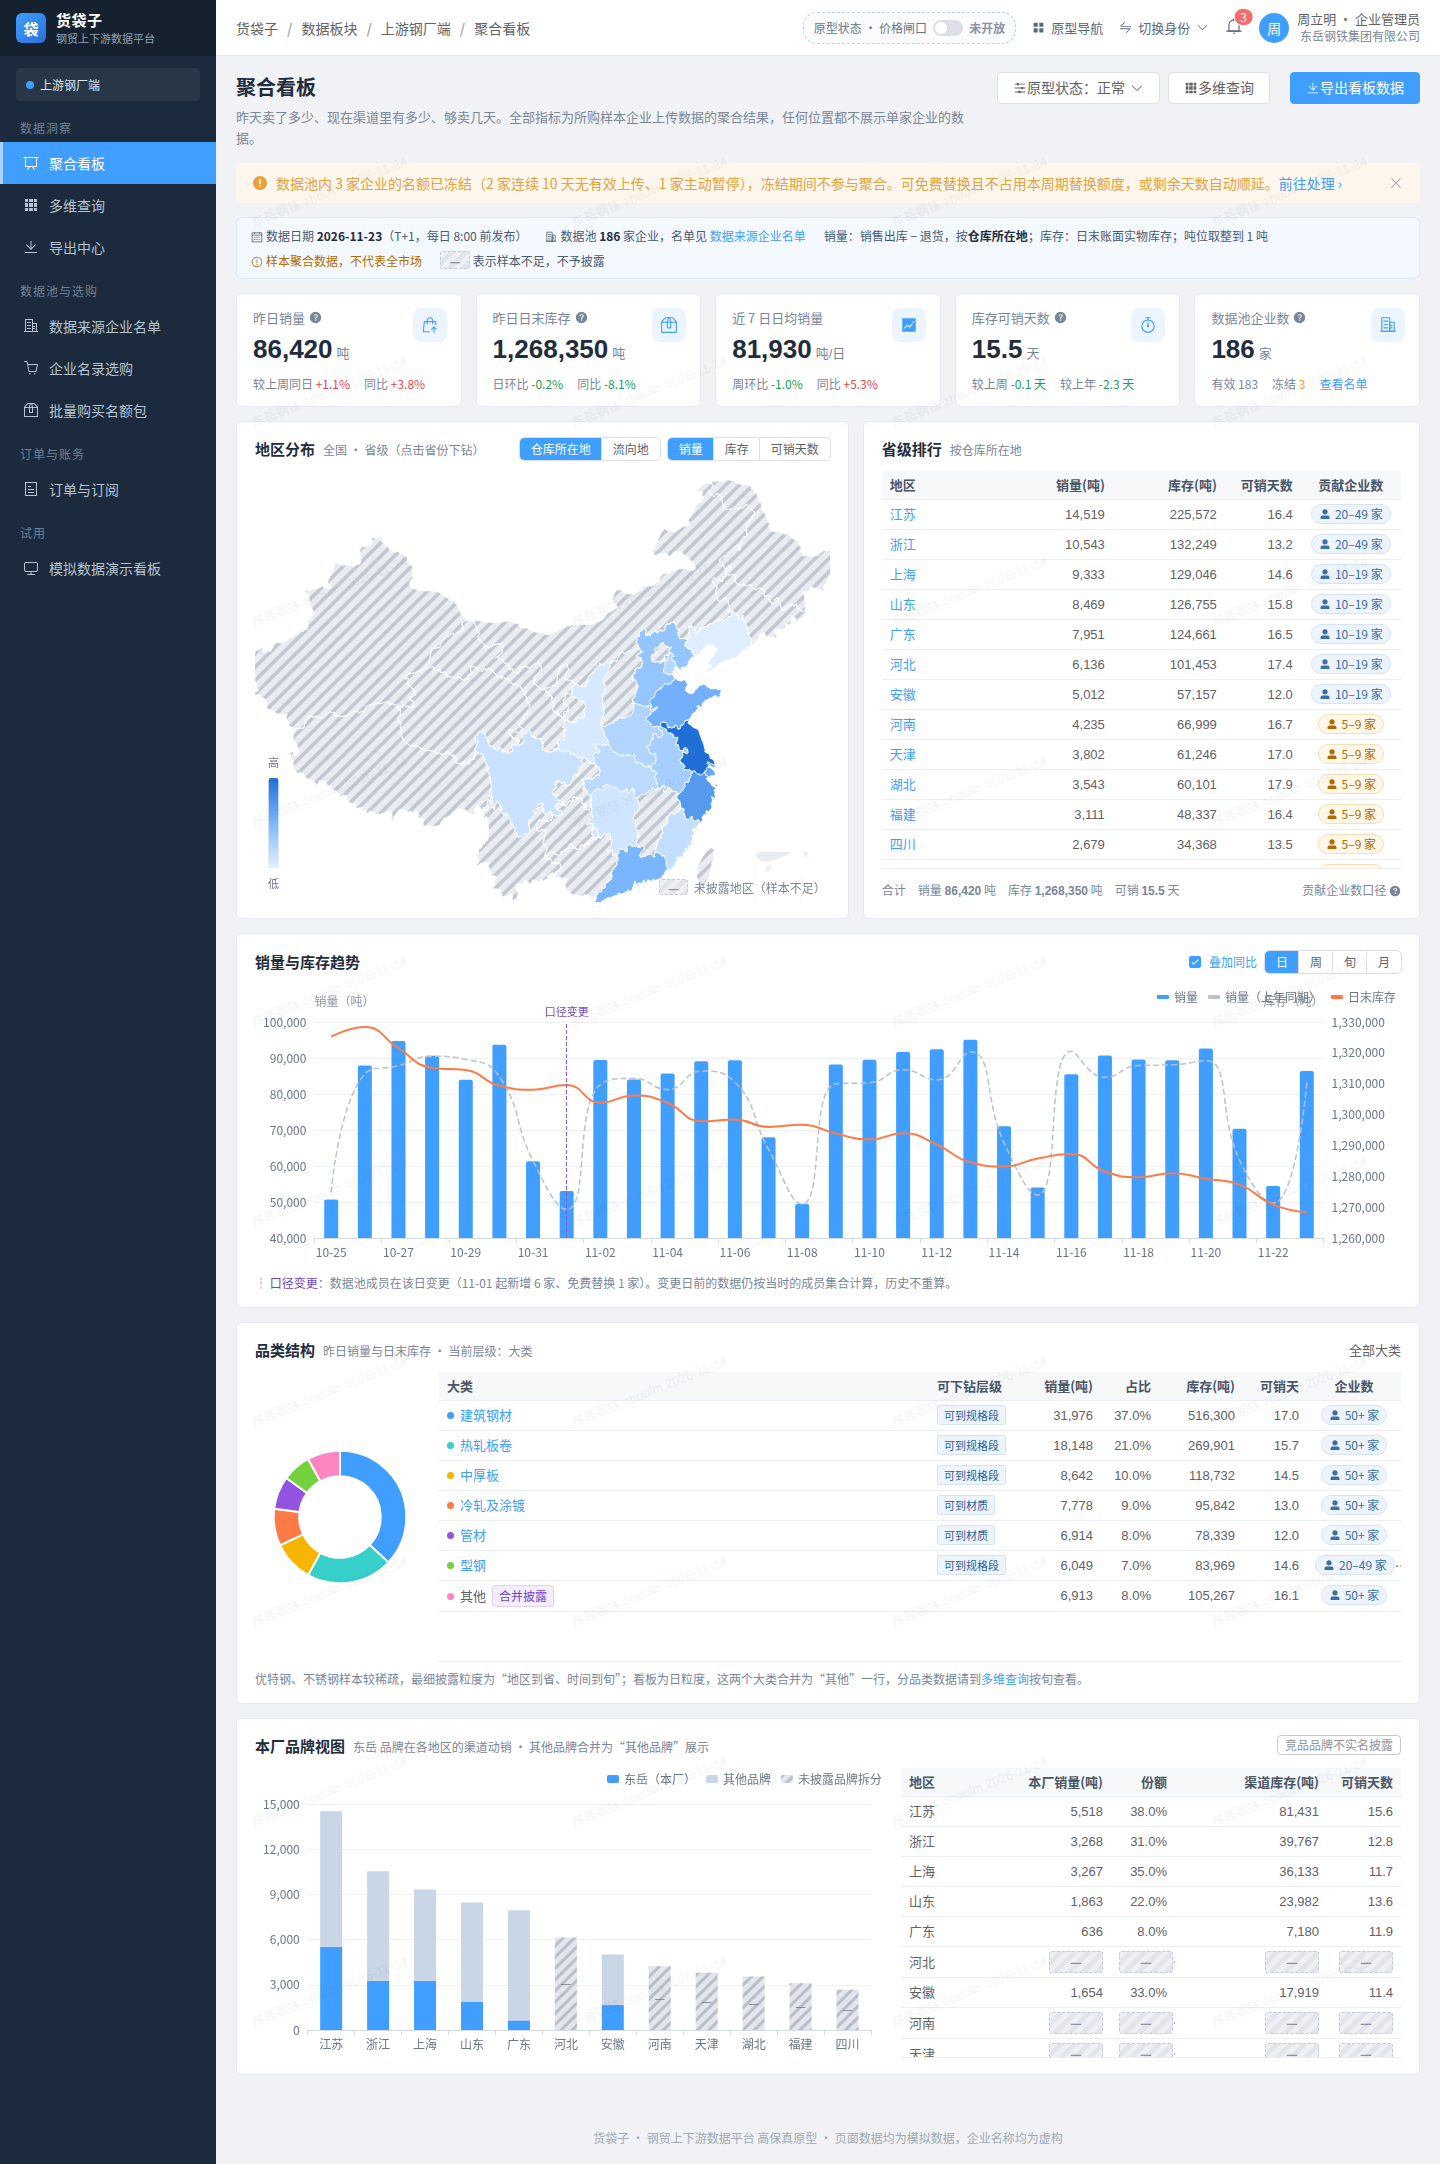 袋 货袋子
钢贸上下游数据平台
上游钢厂端
数据洞察
聚合看板
多维查询
导出中心
数据池与选购
数据来源企业名单
企业名录选购
批量购买名额包
订单与账务
订单与订阅
试用
模拟数据演示看板
货袋子 / 数据板块 / 上游钢厂端 / 聚合看板
原型状态 · 价格闸口 未开放
原型导航
切换身份
3
周
周立明 · 企业管理员
东岳钢铁集团有限公司
聚合看板
昨天卖了多少、现在渠道里有多少、够卖几天。全部指标为所购样本企业上传数据的聚合结果，任何位置都不展示单家企业的数
据。
原型状态：正常
多维查询
导出看板数据
数据池内 3 家企业的名额已冻结（2 家连续 10 天无有效上传、1 家主动暂停），冻结期间不参与聚合。可免费替换且不占用本周期替换额度，或剩余天数自动顺延。前往处理 ›
数据日期 2026-11-23（T+1，每日 8:00 前发布） 数据池 186 家企业，名单见 数据来源企业名单 销量：销售出库 − 退货，按仓库所在地；库存：日末账面实物库存；吨位取整到 1 吨
样本聚合数据，不代表全市场 — 表示样本不足，不予披露
昨日销量
86,420 吨
较上周同日 +1.1% 同比 +3.8%
昨日日末库存
1,268,350 吨
日环比 -0.2% 同比 -8.1%
近 7 日日均销量
81,930 吨/日
周环比 -1.0% 同比 +5.3%
库存可销天数
15.5 天
较上周 -0.1 天 较上年 -2.3 天
数据池企业数
186 家
有效 183 冻结 3 查看名单
地区分布 全国 · 省级（点击省份下钻）
仓库所在地 流向地
销量 库存 可销天数
高
低
— 未披露地区（样本不足）
省级排行 按仓库所在地
地区 销量(吨) 库存(吨) 可销天数 贡献企业数
江苏 14,519 225,572 16.4 20–49 家
浙江 10,543 132,249 13.2 20–49 家
上海 9,333 129,046 14.6 10–19 家
山东 8,469 126,755 15.8 10–19 家
广东 7,951 124,661 16.5 10–19 家
河北 6,136 101,453 17.4 10–19 家
安徽 5,012 57,157 12.0 10–19 家
河南 4,235 66,999 16.7 5–9 家
天津 3,802 61,246 17.0 5–9 家
湖北 3,543 60,101 17.9 5–9 家
福建 3,111 48,337 16.4 5–9 家
四川 2,679 34,368 13.5 5–9 家
合计 销量 86,420 吨 库存 1,268,350 吨 可销 15.5 天
贡献企业数口径
销量与库存趋势
叠加同比
日 周 旬 月
销量（吨）
销量 销量（上年同期） 日末库存
口径变更
100,000
90,000
80,000
70,000
60,000
50,000
40,000
1,330,000
1,320,000
1,310,000
1,300,000
1,290,000
1,280,000
1,270,000
1,260,000
10-25 10-27 10-29 10-31 11-02 11-04 11-06 11-08 11-10 11-12 11-14 11-16 11-18 11-20 11-22
口径变更：数据池成员在该日变更（11-01 起新增 6 家、免费替换 1 家）。变更日前的数据仍按当时的成员集合计算，历史不重算。
品类结构 昨日销量与日末库存 · 当前层级：大类
全部大类
大类 可下钻层级 销量(吨) 占比 库存(吨) 可销天 企业数
建筑钢材 可到规格段 31,976 37.0% 516,300 17.0 50+ 家
热轧板卷 可到规格段 18,148 21.0% 269,901 15.7 50+ 家
中厚板 可到规格段 8,642 10.0% 118,732 14.5 50+ 家
冷轧及涂镀 可到材质 7,778 9.0% 95,842 13.0 50+ 家
管材 可到材质 6,914 8.0% 78,339 12.0 50+ 家
型钢 可到规格段 6,049 7.0% 83,969 14.6 20–49 家
其他 合并披露 6,913 8.0% 105,267 16.1 50+ 家
优特钢、不锈钢样本较稀疏，最细披露粒度为“地区到省、时间到旬”；看板为日粒度，这两个大类合并为“其他”一行，分品类数据请到多维查询按旬查看。
本厂品牌视图 东岳 品牌在各地区的渠道动销 · 其他品牌合并为“其他品牌”展示
竞品品牌不实名披露
东岳（本厂） 其他品牌 未披露品牌拆分
15,000
12,000
9,000
6,000
3,000
0
江苏 浙江 上海 山东 广东 河北 安徽 河南 天津 湖北 福建 四川
地区 本厂销量(吨) 份额 渠道库存(吨) 可销天数
江苏 5,518 38.0% 81,431 15.6
浙江 3,268 31.0% 39,767 12.8
上海 3,267 35.0% 36,133 11.7
山东 1,863 22.0% 23,982 13.6
广东 636 8.0% 7,180 11.9
河北 — — — —
安徽 1,654 33.0% 17,919 11.4
河南 — — — —
天津 — — — —
货袋子 · 钢贸上下游数据平台 高保真原型 · 页面数据均为模拟数据，企业名称均为虚构